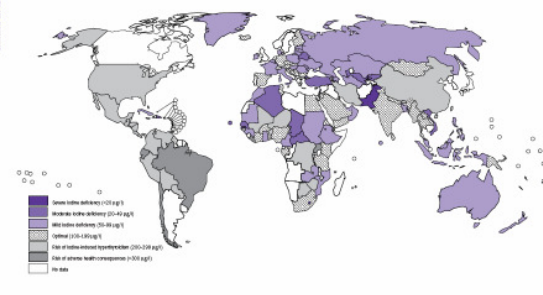 Severe iodine deficiency (<20 µg/l)
Moderate iodine deficiency (20-49 µg/l)
Mild iodine deficiency (50-99 µg/l)
Optimal (100-199 µg/l)
Risk of iodine-induced hyperthyroidism (200-299 µg/l)
Risk of adverse health consequences (>300 µg/l)
No data